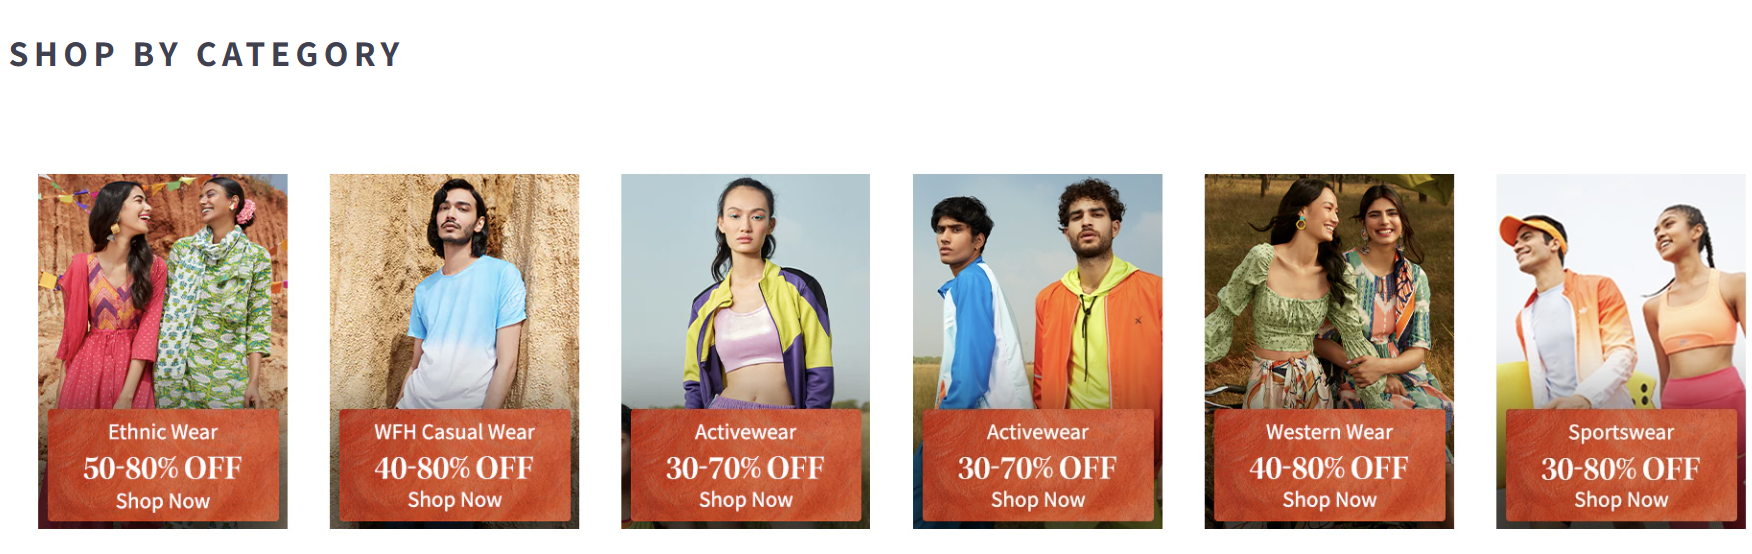 SHOP BY CATEGORY
Ethnic Wear
50-80% OFF
Shop Now
WFH Casual Wear
40-80% OFF
Shop Now
Activewear
30-70% OFF
Shop Now
Activewear
30-70% OFF
Shop Now
Western Wear
40-80% OFF
Shop Now
Sportswear
30-80% OFF
Shop Now